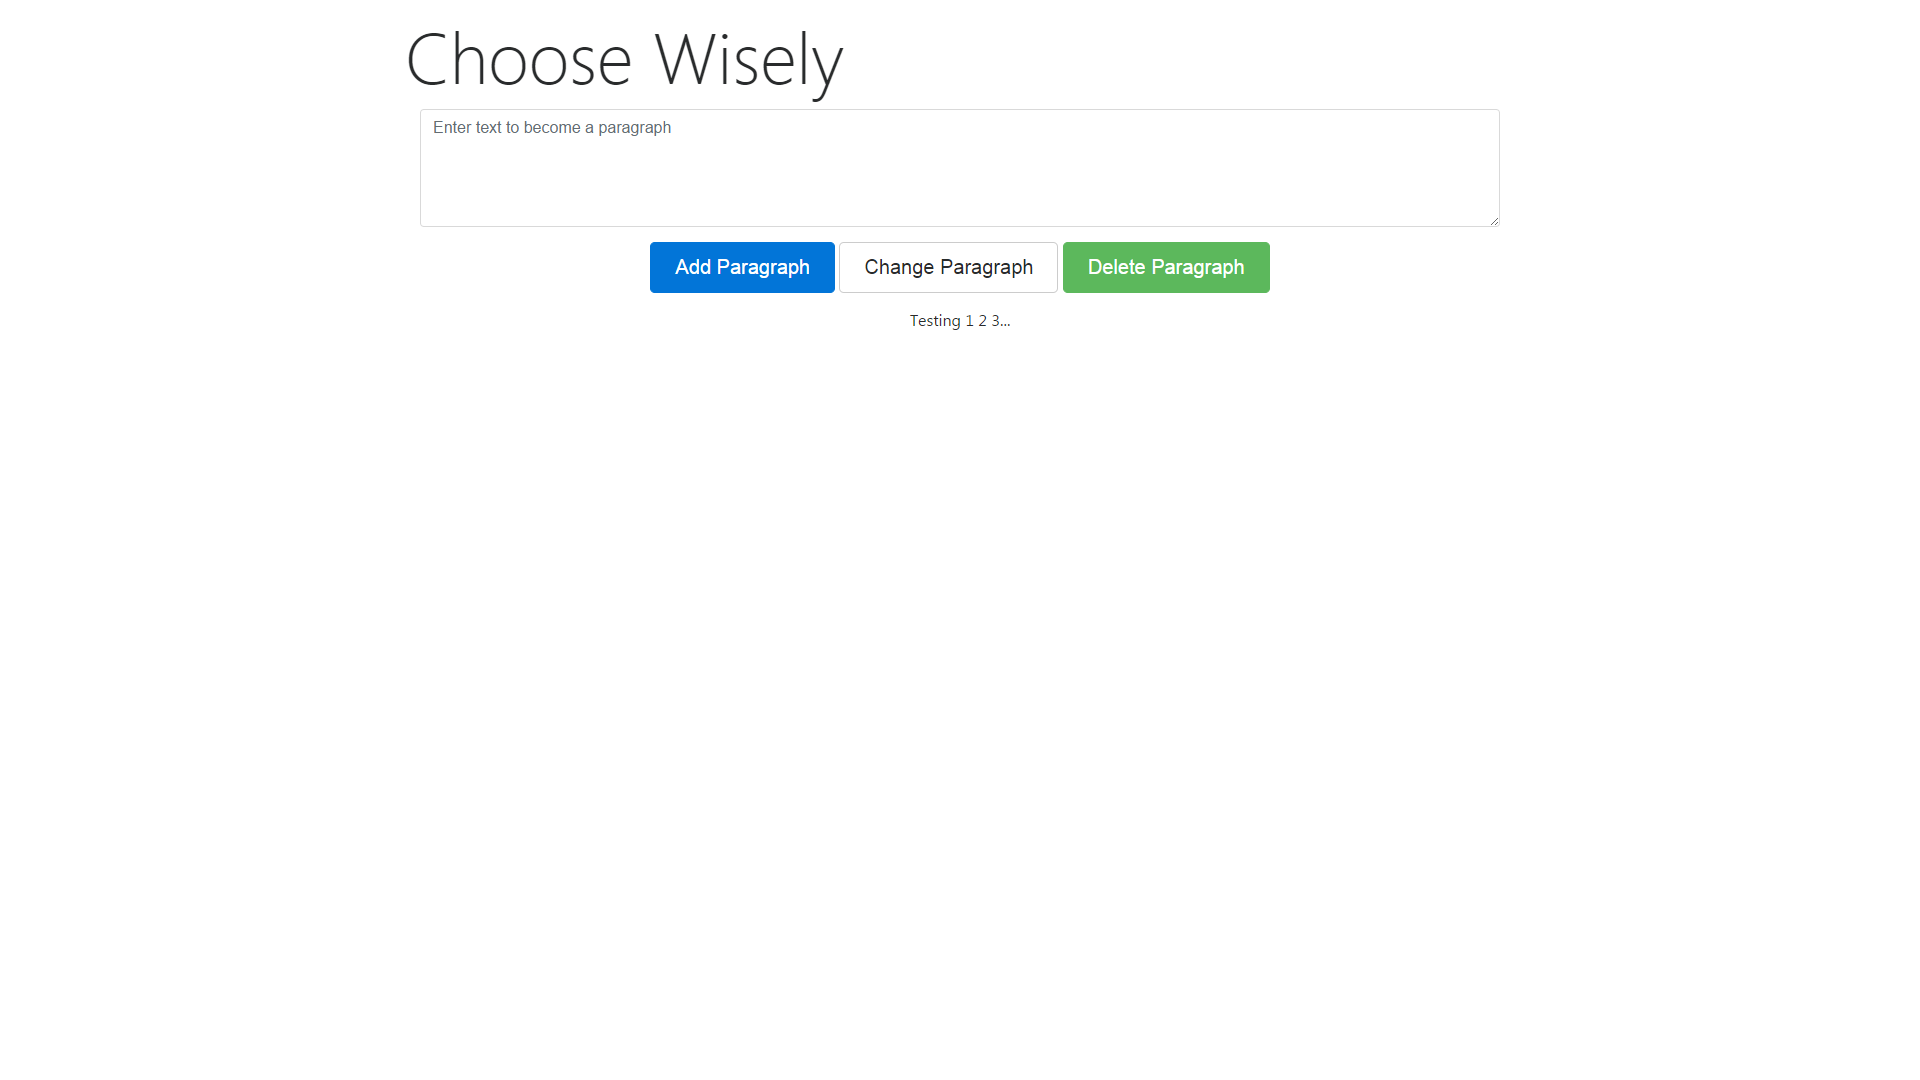 Choose Wisely
Enter text to become a paragraph
Add Paragraph Change Paragraph Delete Paragraph
Testing 1 2 3...